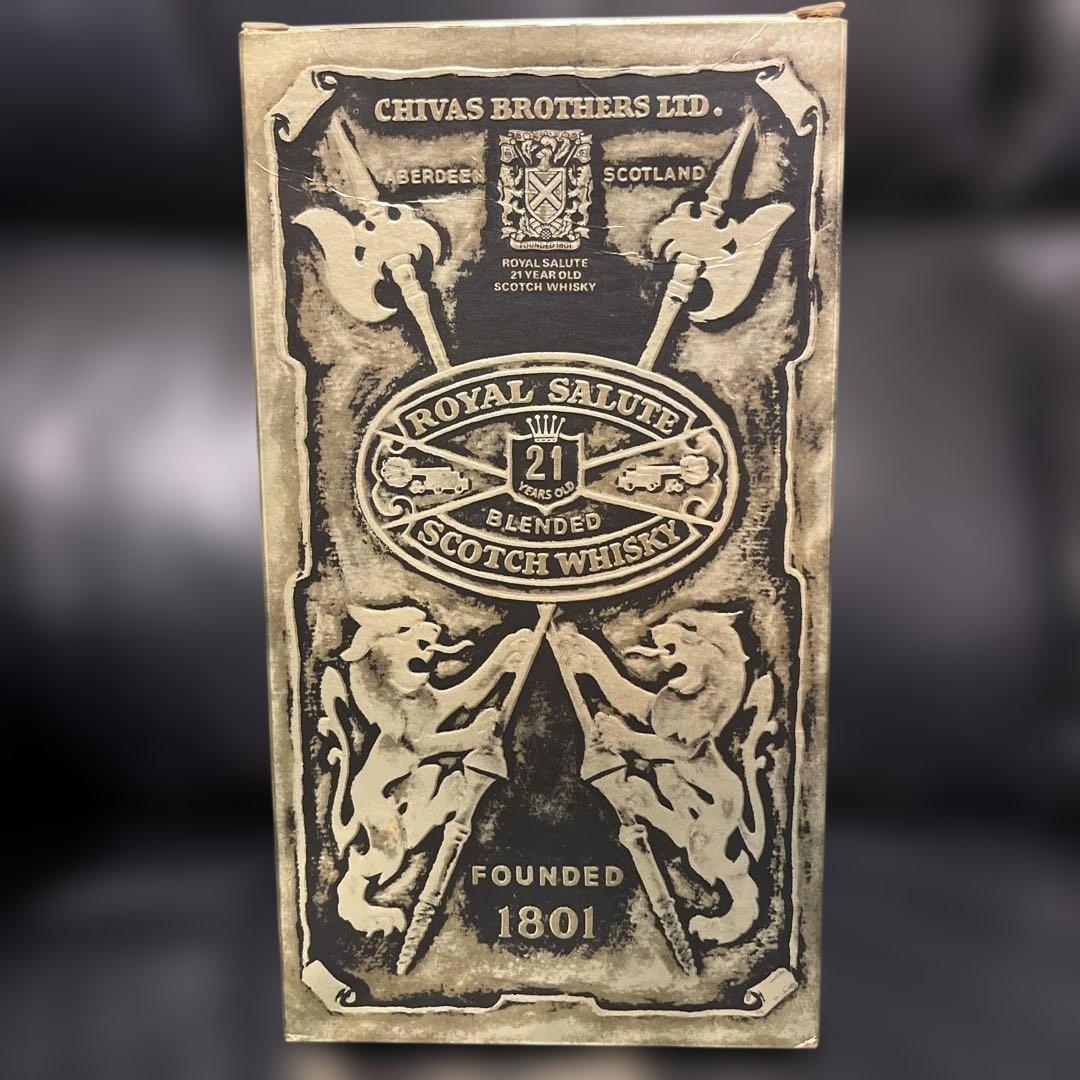 CHIVAS BROTHERS LTD.
ABERDEEN SCOTLAND
FOUNDED 1801
ROYAL SALUTE
21 YEAR OLD
SCOTCH WHISKY
ROYAL SALUTE
21
YEARS OLD
BLENDED
SCOTCH WHISKY
FOUNDED
1801